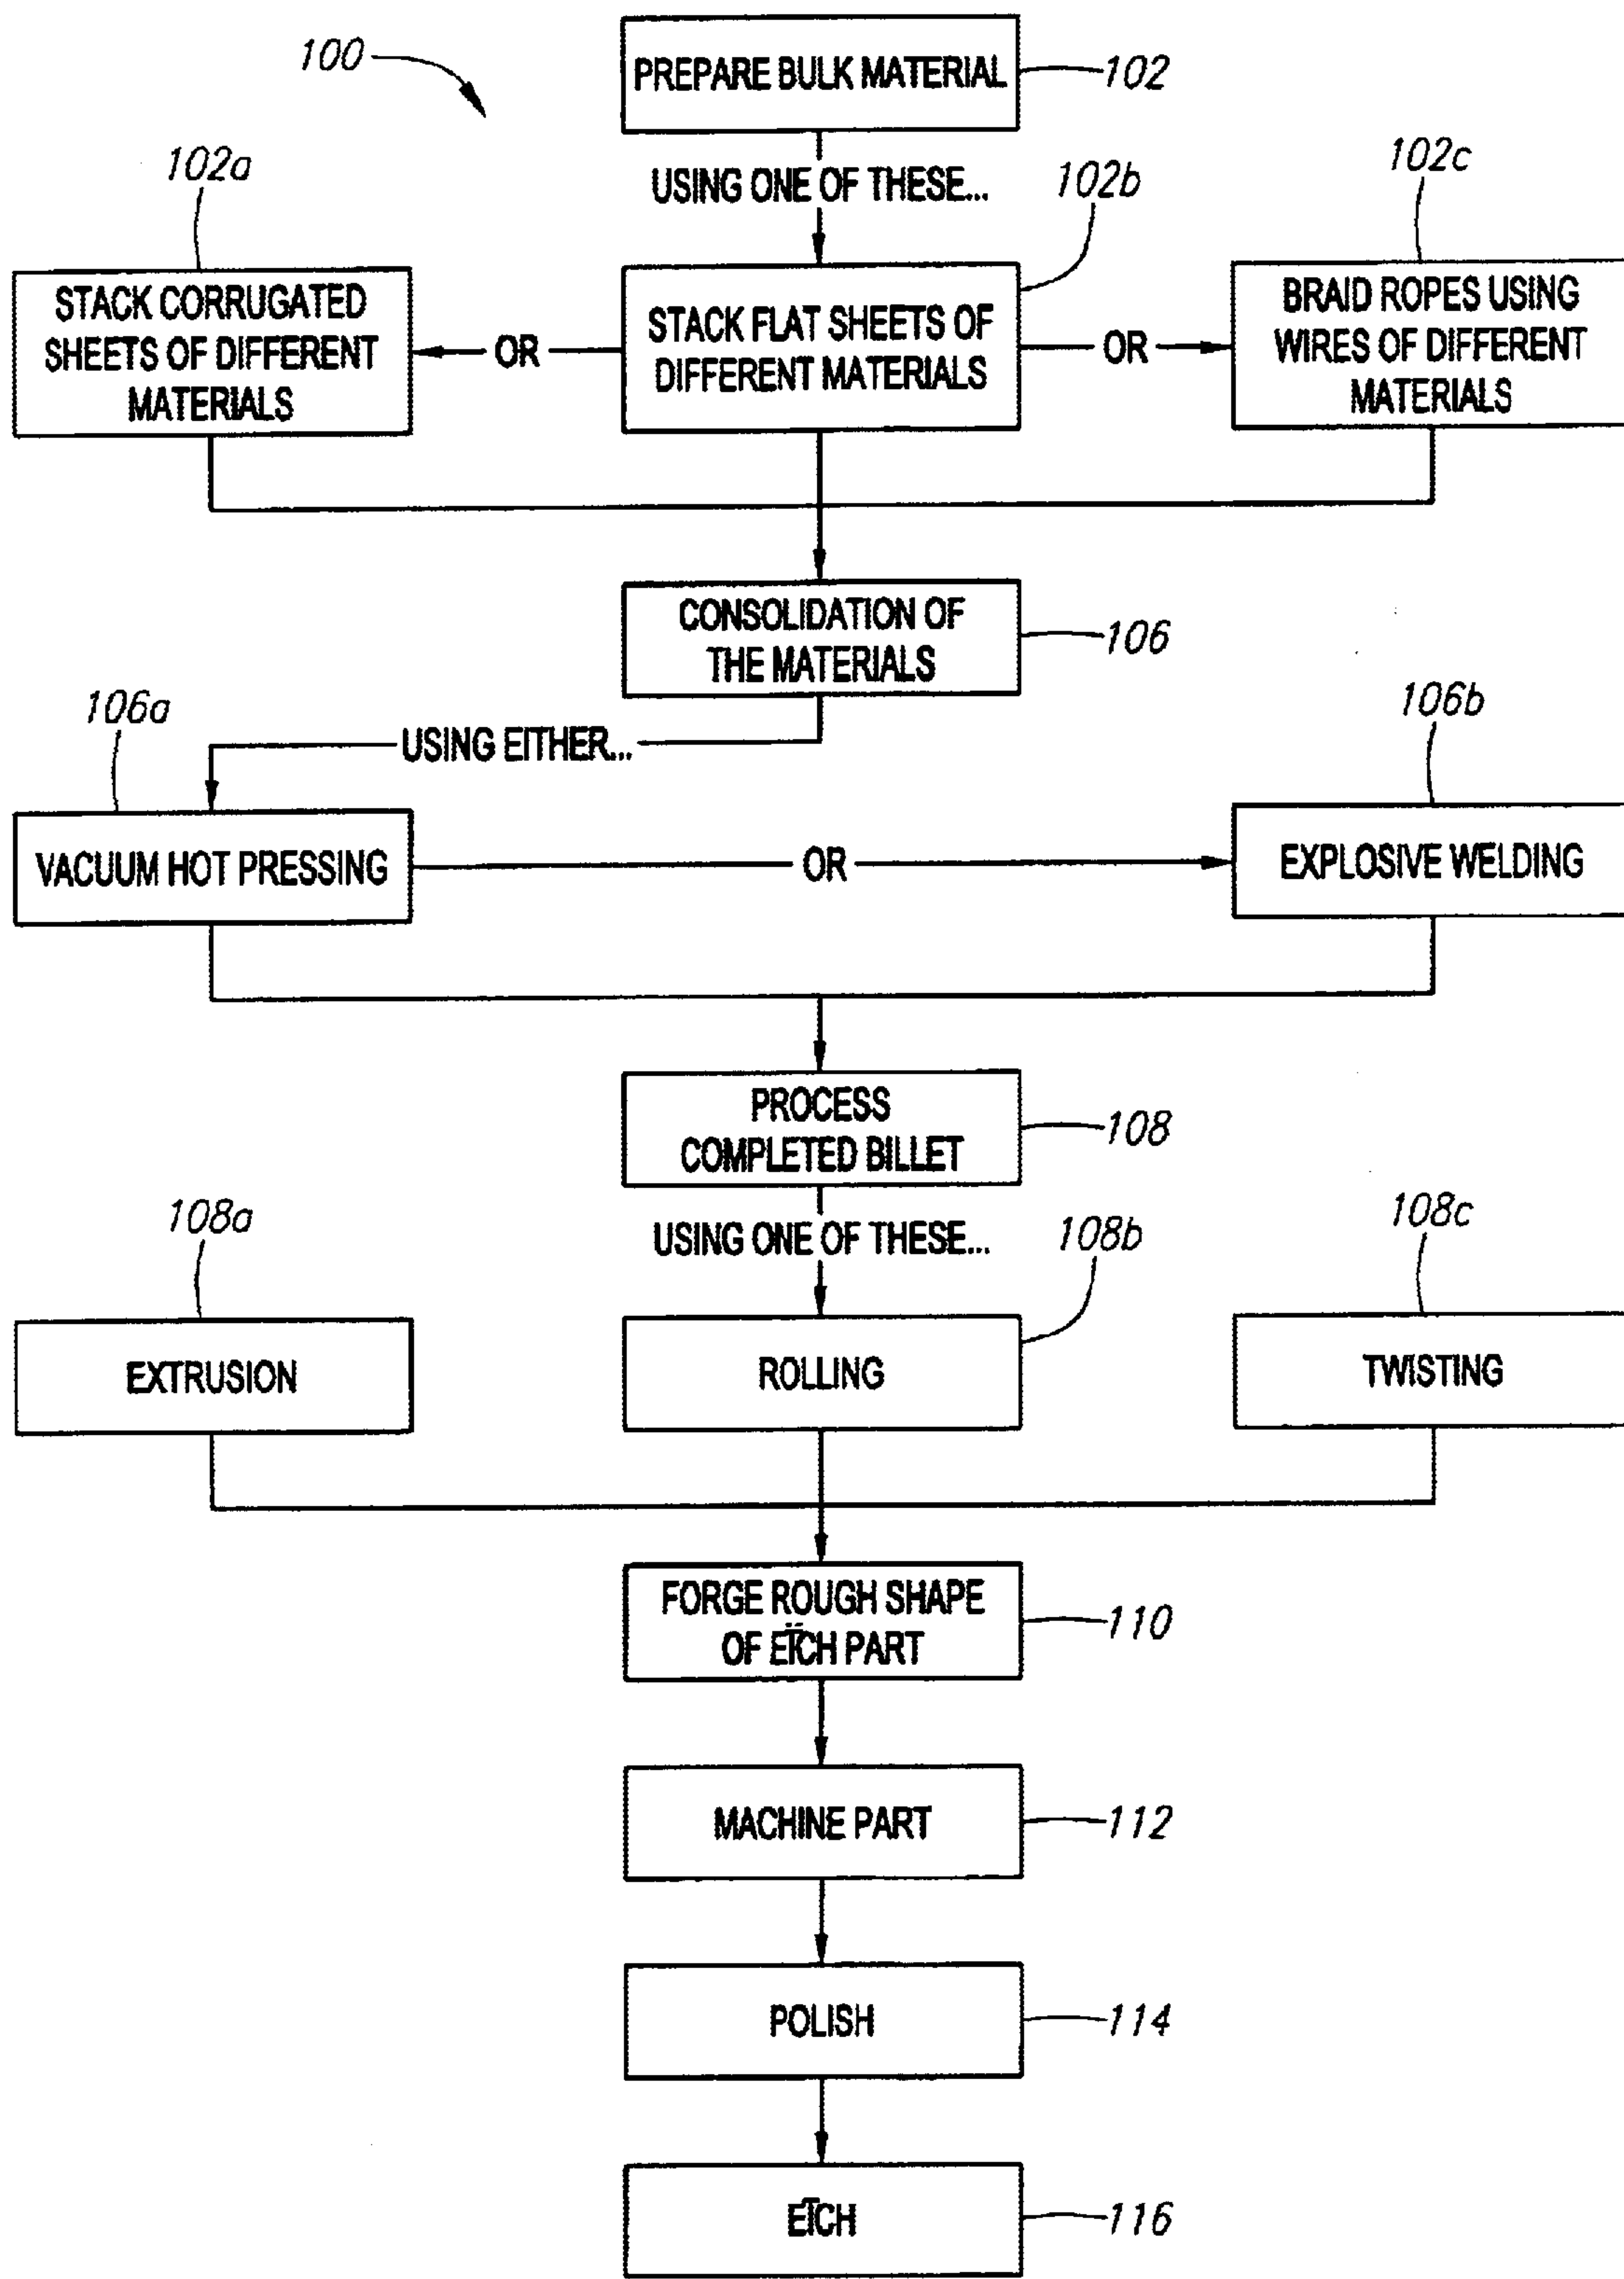 100
PREPARE BULK MATERIAL
102
USING ONE OF THESE...
102a
102b
102c
STACK CORRUGATED
SHEETS OF DIFFERENT
MATERIALS
OR
STACK FLAT SHEETS OF
DIFFERENT MATERIALS
OR
BRAID ROPES USING
WIRES OF DIFFERENT
MATERIALS
CONSOLIDATION OF
THE MATERIALS
106
USING EITHER...
106a
106b
VACUUM HOT PRESSING
OR
EXPLOSIVE WELDING
PROCESS
COMPLETED BILLET
108
USING ONE OF THESE...
108a
108b
108c
EXTRUSION
ROLLING
TWISTING
FORGE ROUGH SHAPE
OF ETCH PART
110
MACHINE PART
112
POLISH
114
ETCH
116